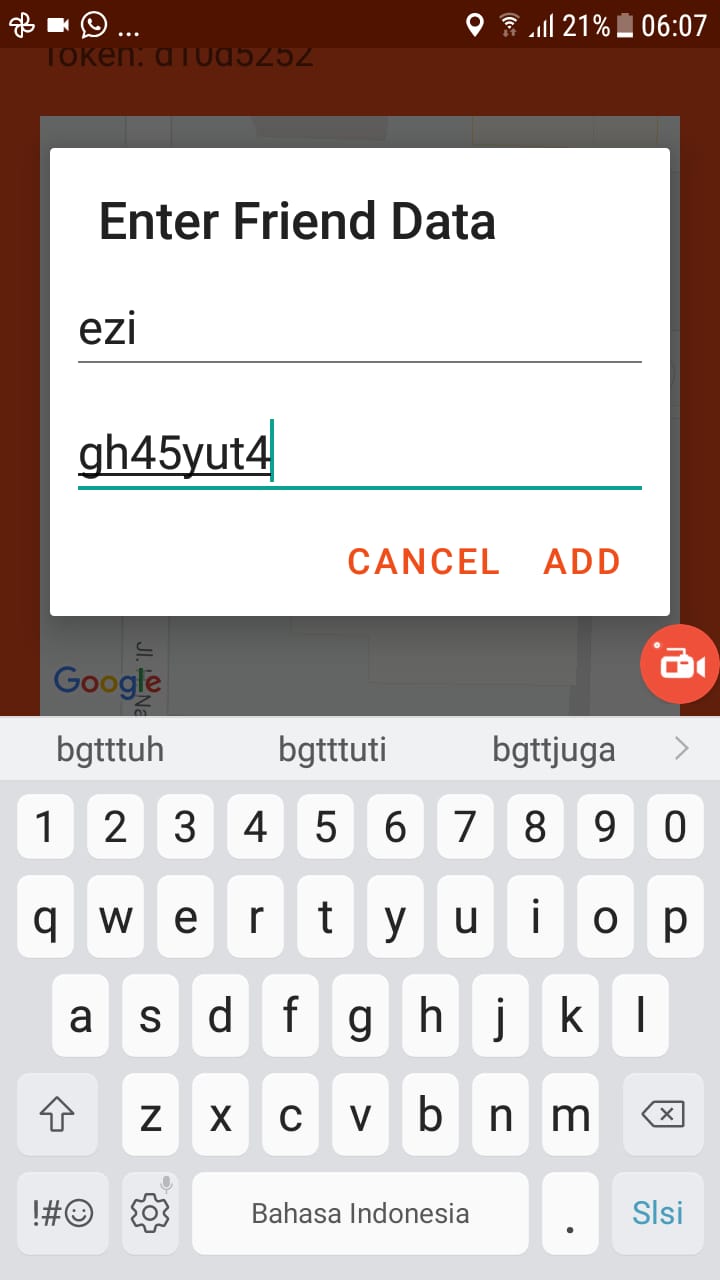 ... 21% 06:07
Token: d10d5252
Enter Friend Data
ezi
gh45yut4
CANCEL ADD
Jl.
Na
Google
bgtttuh bgtttuti bgttjuga
1 2 3 4 5 6 7 8 9 0
q w e r t y u i o p
a s d f g h j k l
z x c v b n m
!#☺ Bahasa Indonesia . Slsi